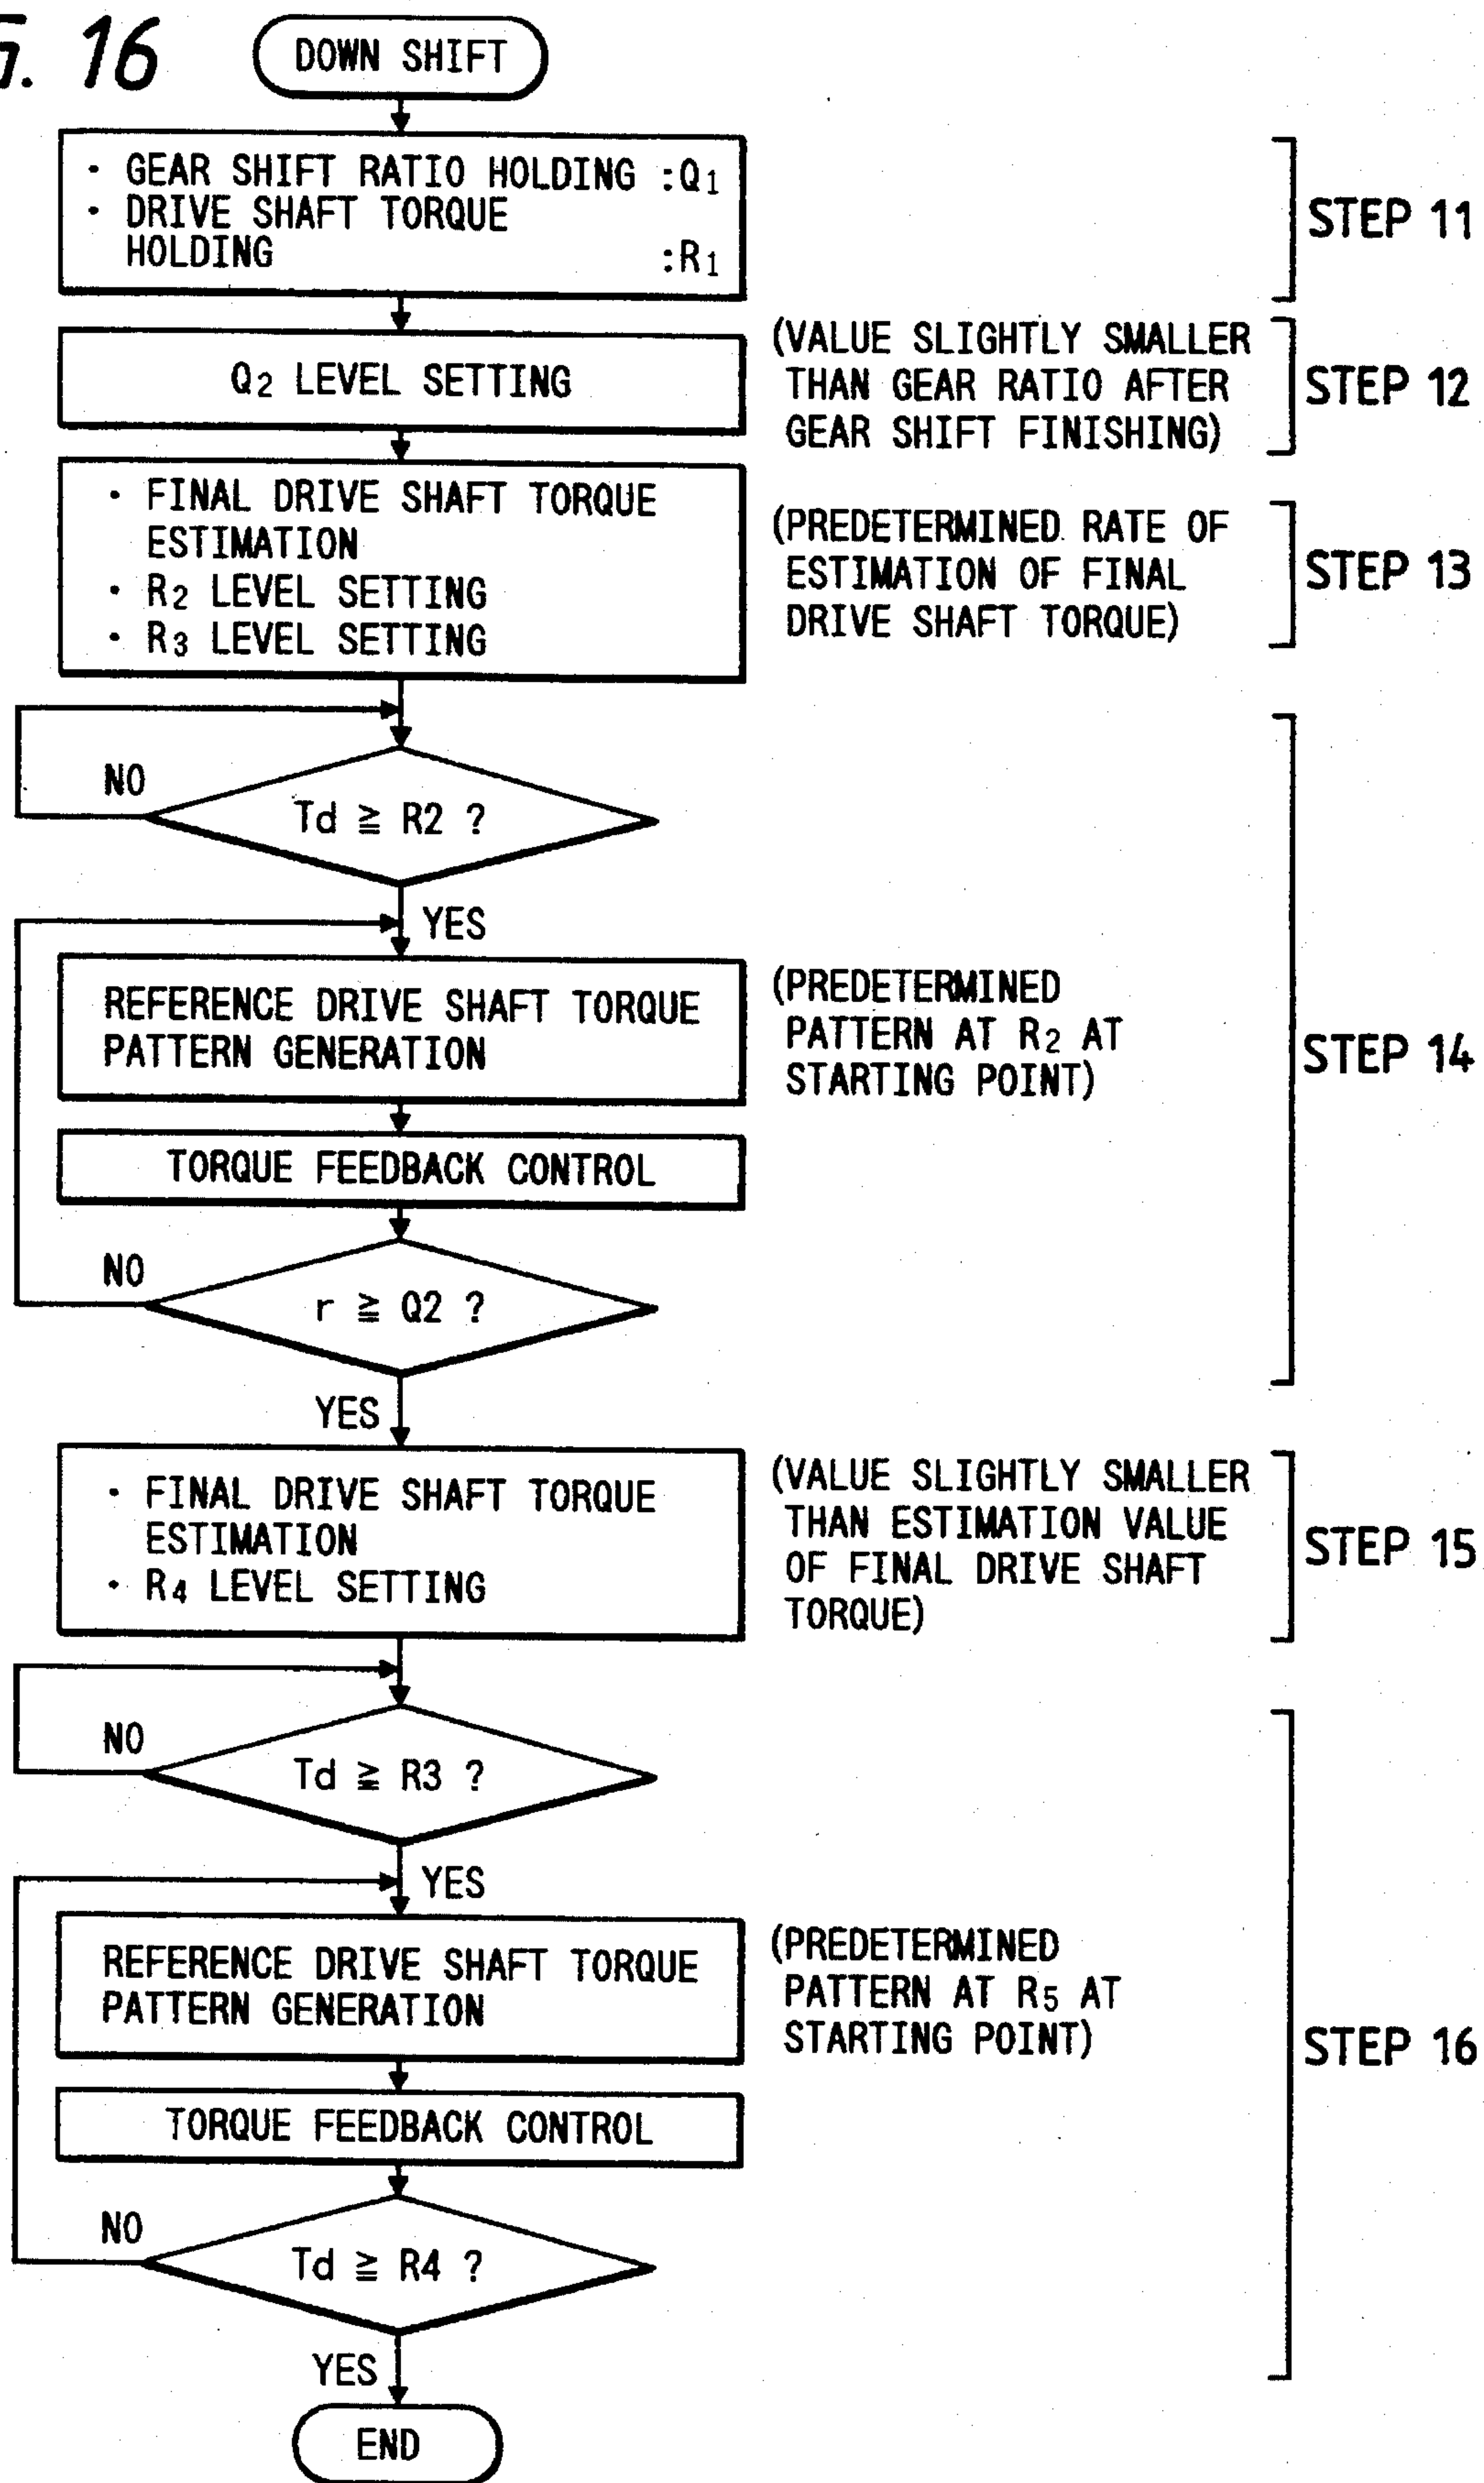 G. 16
DOWN SHIFT
· GEAR SHIFT RATIO HOLDING :Q1
· DRIVE SHAFT TORQUE
HOLDING :R1
STEP 11
Q2 LEVEL SETTING
(VALUE SLIGHTLY SMALLER
THAN GEAR RATIO AFTER
GEAR SHIFT FINISHING)
STEP 12
· FINAL DRIVE SHAFT TORQUE
ESTIMATION
· R2 LEVEL SETTING
· R3 LEVEL SETTING
(PREDETERMINED RATE OF
ESTIMATION OF FINAL
DRIVE SHAFT TORQUE)
STEP 13
NO
Td ≧ R2 ?
YES
REFERENCE DRIVE SHAFT TORQUE
PATTERN GENERATION
(PREDETERMINED
PATTERN AT R2 AT
STARTING POINT)
STEP 14
TORQUE FEEDBACK CONTROL
NO
r ≧ Q2 ?
YES
· FINAL DRIVE SHAFT TORQUE
ESTIMATION
· R4 LEVEL SETTING
(VALUE SLIGHTLY SMALLER
THAN ESTIMATION VALUE
OF FINAL DRIVE SHAFT
TORQUE)
STEP 15
NO
Td ≧ R3 ?
YES
REFERENCE DRIVE SHAFT TORQUE
PATTERN GENERATION
(PREDETERMINED
PATTERN AT R5 AT
STARTING POINT)
STEP 16
TORQUE FEEDBACK CONTROL
NO
Td ≧ R4 ?
YES
END